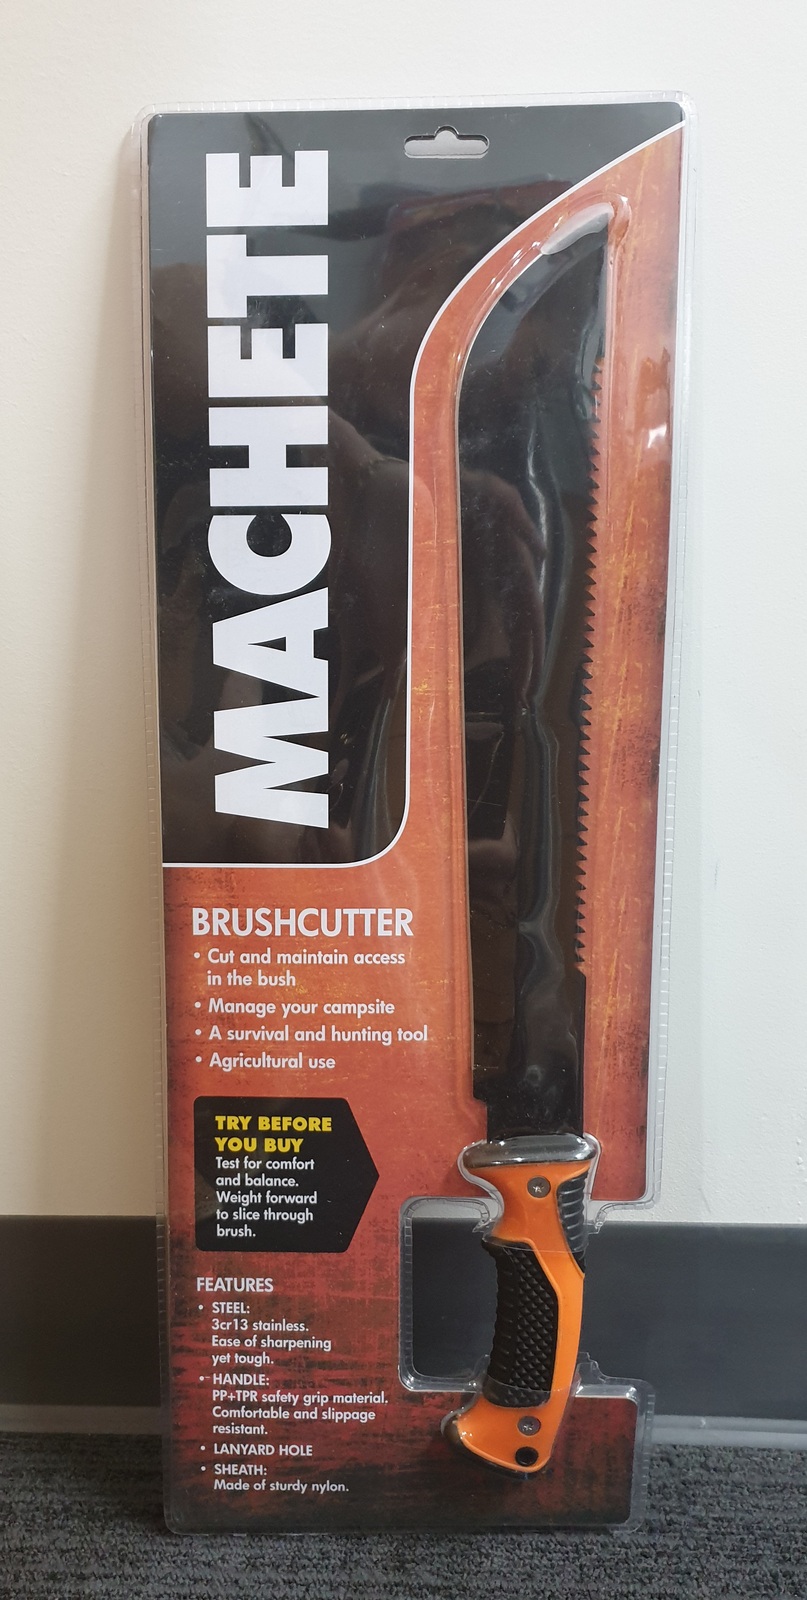 MACHETE
BRUSHCUTTER
• Cut and maintain access
in the bush
• Manage your campsite
• A survival and hunting tool
• Agricultural use
TRY BEFORE
YOU BUY
Test for comfort
and balance.
Weight forward
to slice through
brush.
FEATURES
• STEEL:
3cr13 stainless.
Ease of sharpening
yet tough.
• HANDLE:
PP+TPR safety grip material.
Comfortable and slippage
resistant.
• LANYARD HOLE
• SHEATH:
Made of sturdy nylon.